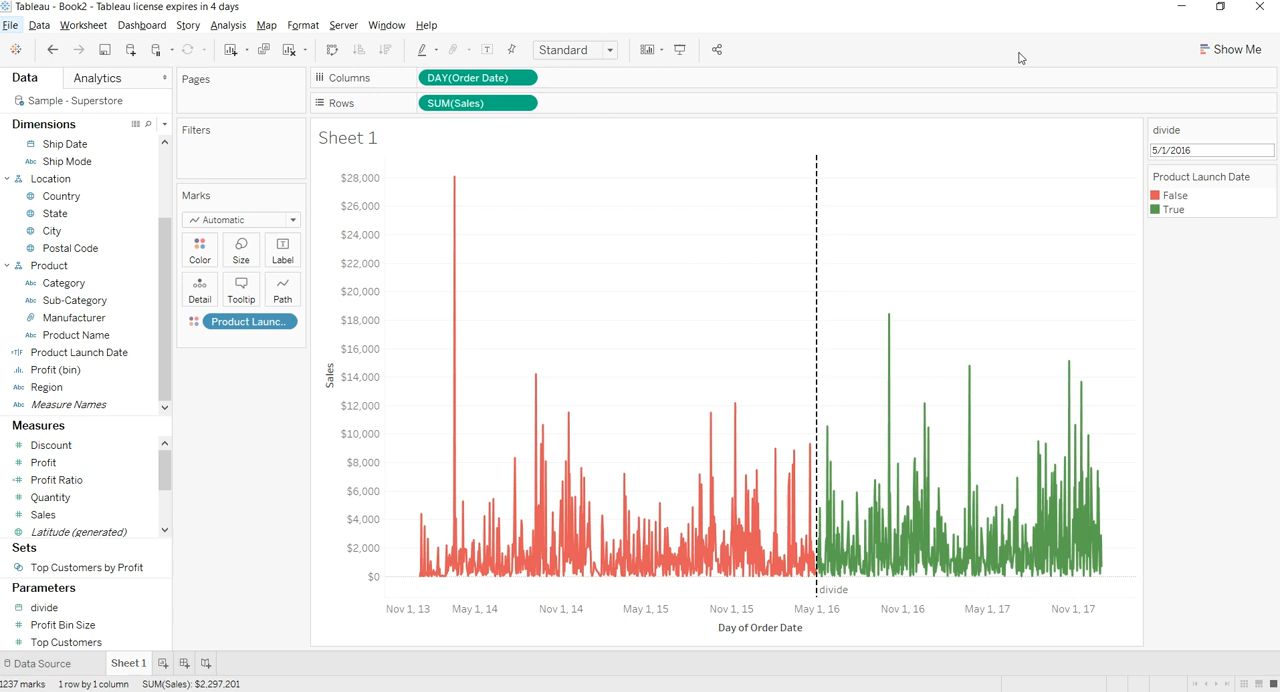 Tableau - Book2 - Tableau license expires in 4 days
File Data Worksheet Dashboard Story Analysis Map Format Server Window Help
Standard
Show Me
Data Analytics
Sample - Superstore
Dimensions
Ship Date
Abc Ship Mode
Location
Country
State
City
Postal Code
Product
Abc Category
Abc Sub-Category
Manufacturer
Abc Product Name
T|F Product Launch Date
Profit (bin)
Abc Region
Abc Measure Names
Measures
# Discount
# Profit
=# Profit Ratio
# Quantity
# Sales
Latitude (generated)
Sets
Top Customers by Profit
Parameters
divide
# Profit Bin Size
# Top Customers
Pages
Filters
Marks
Automatic
Color Size Label
Detail Tooltip Path
Product Launc..
Columns DAY(Order Date)
Rows SUM(Sales)
Sheet 1
$28,000
$26,000
$24,000
$22,000
$20,000
$18,000
$16,000
$14,000
$12,000
$10,000
$8,000
$6,000
$4,000
$2,000
$0
Sales
divide
Nov 1, 13 May 1, 14 Nov 1, 14 May 1, 15 Nov 1, 15 May 1, 16 Nov 1, 16 May 1, 17 Nov 1, 17
Day of Order Date
divide
5/1/2016
Product Launch Date
False
True
Data Source Sheet 1
1237 marks 1 row by 1 column SUM(Sales): $2,297,201